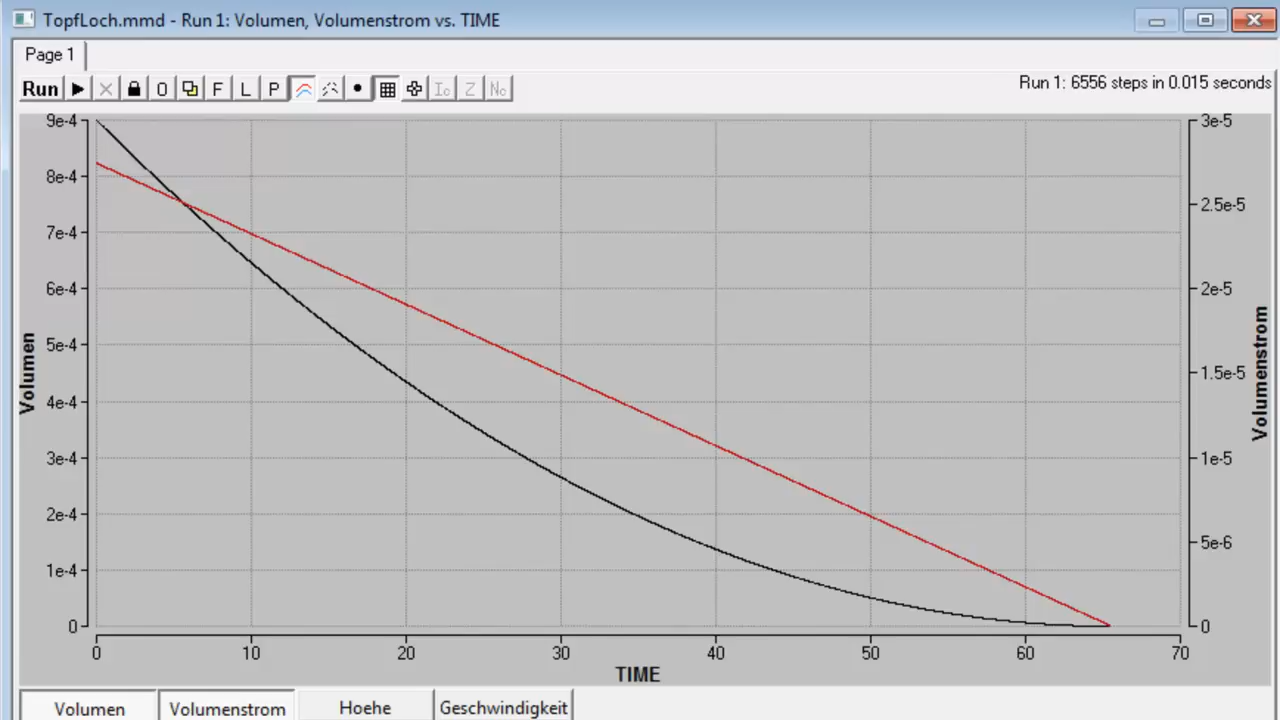 TopfLoch.mmd - Run 1: Volumen, Volumenstrom vs. TIME
Page 1
Run O F L P Z
Run 1: 6556 steps in 0.015 seconds
9e-4
8e-4
7e-4
6e-4
5e-4
4e-4
3e-4
2e-4
1e-4
0
Volumen
3e-5
2.5e-5
2e-5
1.5e-5
1e-5
5e-6
0
Volumenstrom
0 10 20 30 40 50 60 70
TIME
Volumen Volumenstrom Hoehe Geschwindigkeit